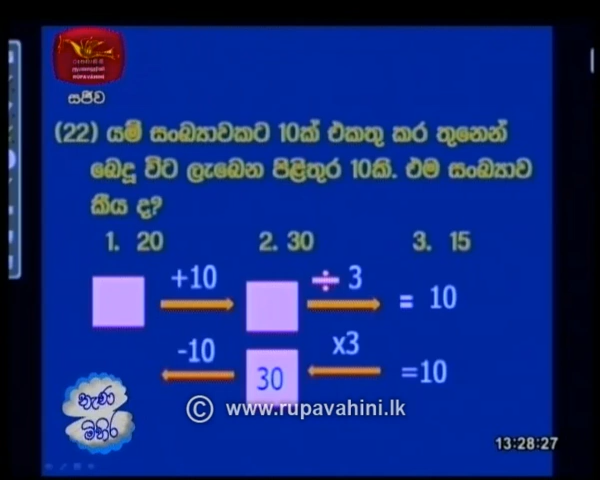 RUPAVAHINI
සජීව
(22) යම් සංඛ්‍යාවකට 10ක් එකතු කර තුනෙන්
බෙදූ විට ලැබෙන පිළිතුර 10කි. එම සංඛ්‍යාව
කීය ද?
1. 20 2. 30 3. 15
+10 ÷ 3 = 10
-10 30 x3 =10
නැණ
මිහිර
© www.rupavahini.lk
13:28:27